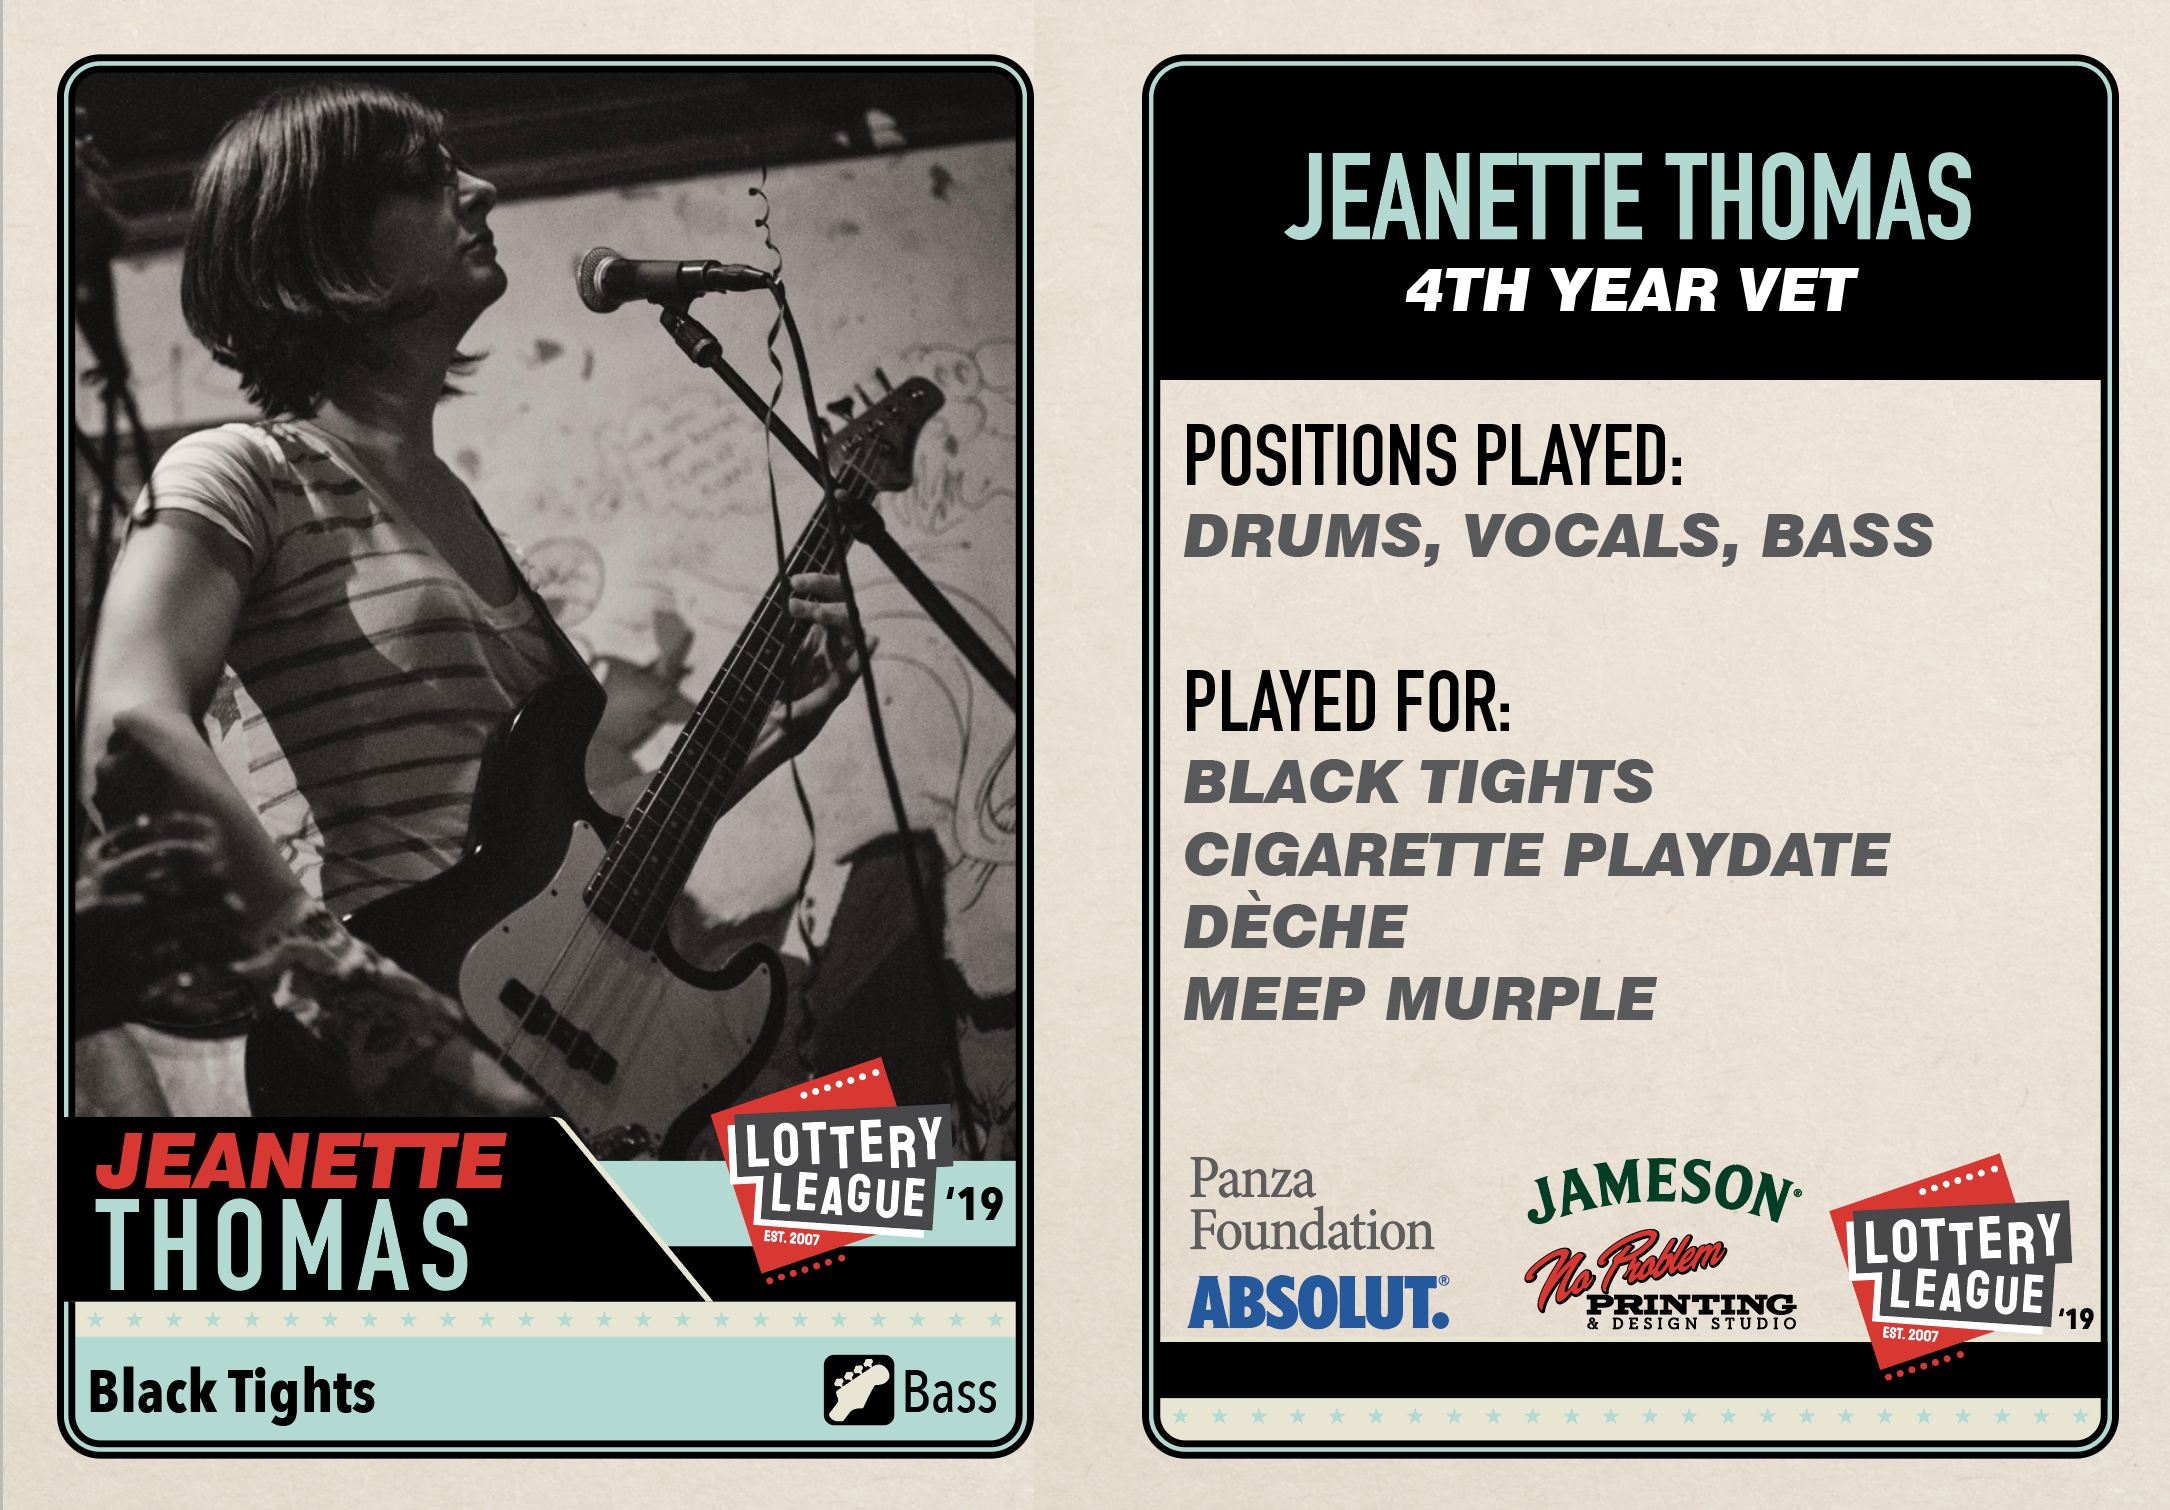 JEANETTE
THOMAS
LOTTERY
LEAGUE
EST. 2007
'19
Black Tights
Bass
JEANETTE THOMAS
4TH YEAR VET
POSITIONS PLAYED:
DRUMS, VOCALS, BASS
PLAYED FOR:
BLACK TIGHTS
CIGARETTE PLAYDATE
DÈCHE
MEEP MURPLE
Panza
Foundation
ABSOLUT.®
JAMESON®
No Problem
PRINTING
& DESIGN STUDIO
LOTTERY
LEAGUE
EST. 2007
'19